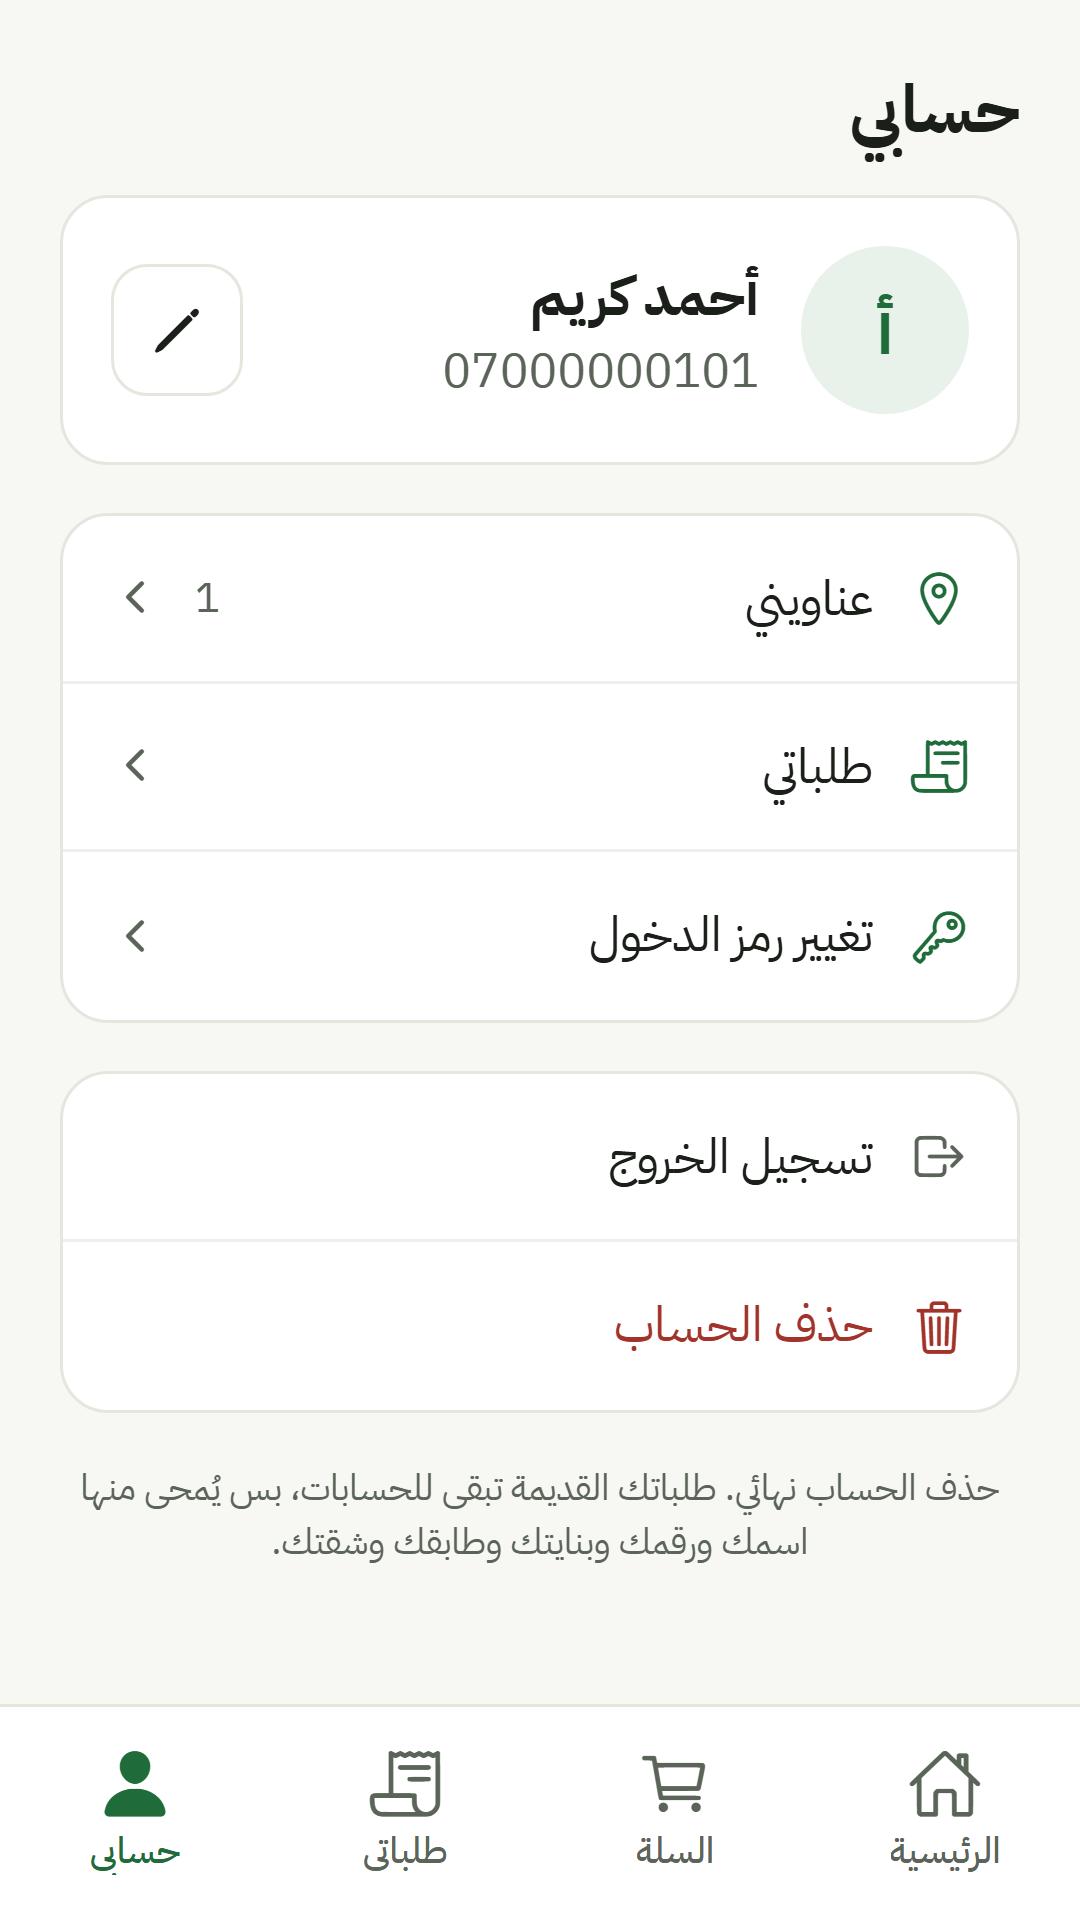 حسابي
أ
أحمد كريم
07000000101
عناويني 1
طلباتي
تغيير رمز الدخول
تسجيل الخروج
حذف الحساب
حذف الحساب نهائي. طلباتك القديمة تبقى للحسابات، بس يُمحى منها
اسمك ورقمك وبنايتك وطابقك وشقتك.
الرئيسية السلة طلباتي حسابي